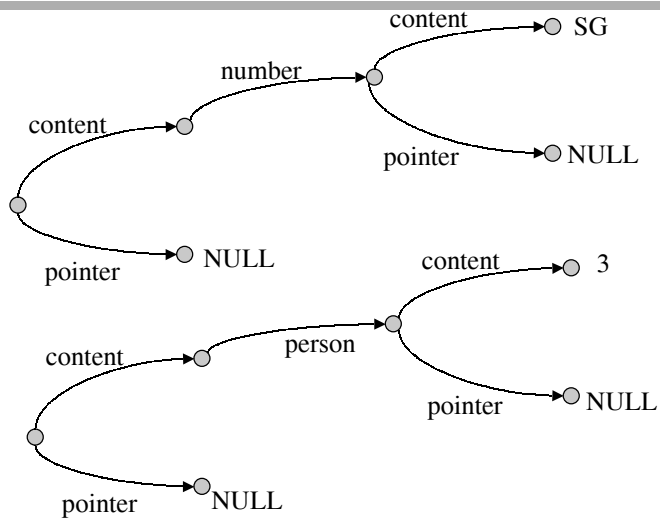 content
SG
number
content
pointer
NULL
NULL
pointer
content
3
person
content
pointer
NULL
pointer
NULL